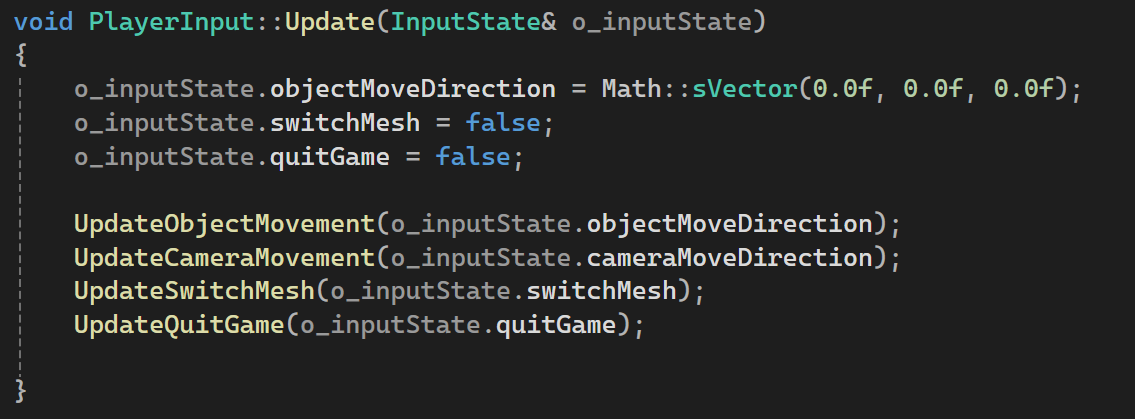 void PlayerInput::Update(InputState& o_inputState)
{
    o_inputState.objectMoveDirection = Math::sVector(0.0f, 0.0f, 0.0f);
    o_inputState.switchMesh = false;
    o_inputState.quitGame = false;

    UpdateObjectMovement(o_inputState.objectMoveDirection);
    UpdateCameraMovement(o_inputState.cameraMoveDirection);
    UpdateSwitchMesh(o_inputState.switchMesh);
    UpdateQuitGame(o_inputState.quitGame);

}